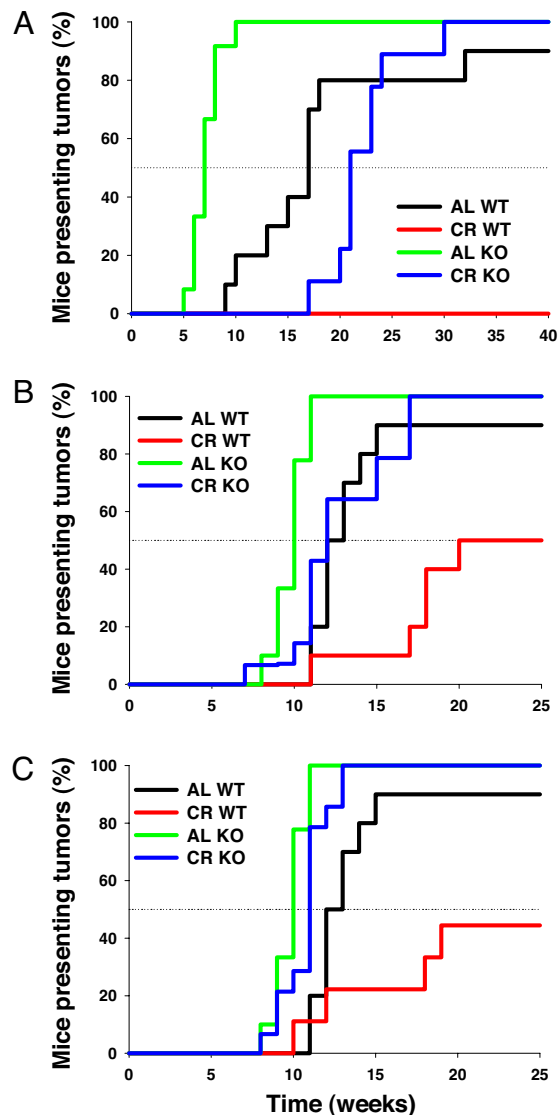 A
Mice presenting tumors (%)
100
80
60
40
20
0
AL WT
CR WT
AL KO
CR KO
0 5 10 15 20 25 30 35 40
B
Mice presenting tumors (%)
100
80
60
40
20
0
AL WT
CR WT
AL KO
CR KO
0 5 10 15 20 25
C
Mice presenting tumors (%)
100
80
60
40
20
0
AL WT
CR WT
AL KO
CR KO
0 5 10 15 20 25
Time (weeks)